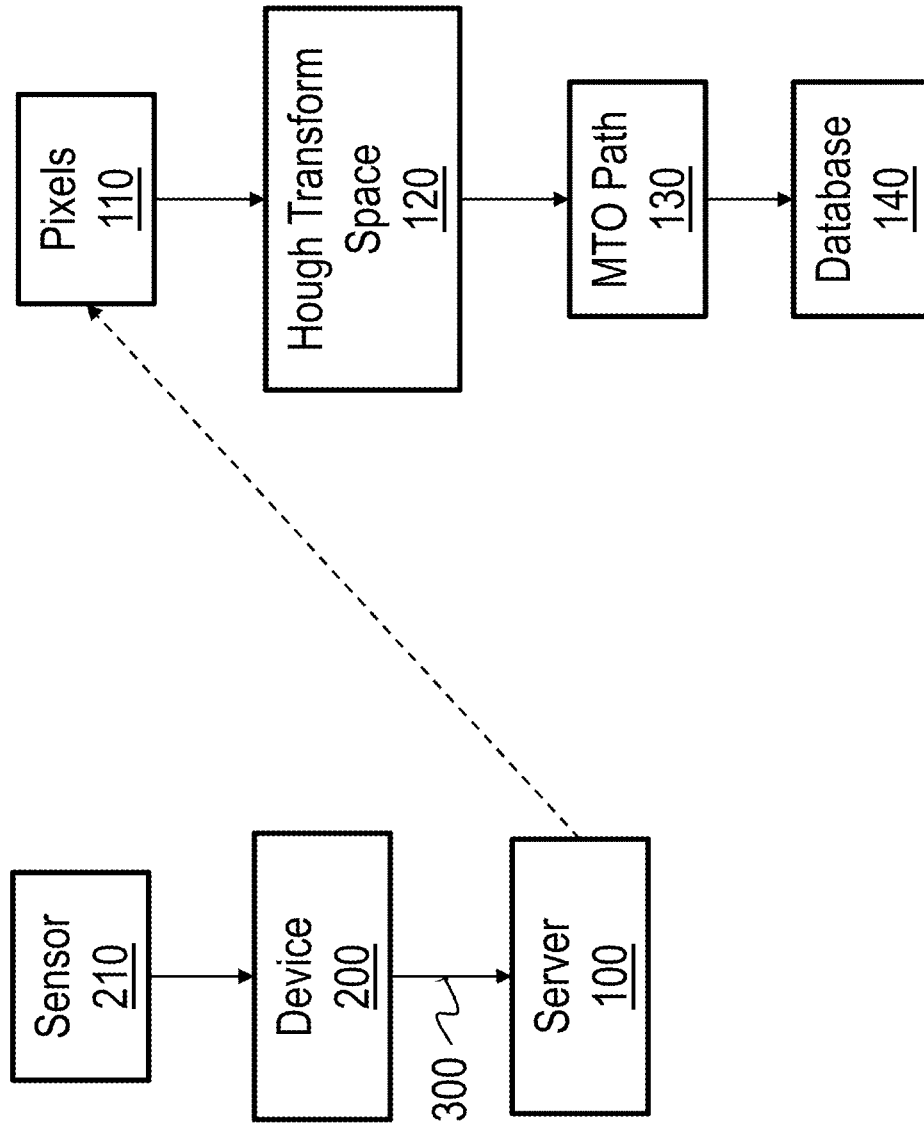 Sensor
210
Device
200
300
Server
100
Pixels
110
Hough Transform
Space
120
MTO Path
130
Database
140